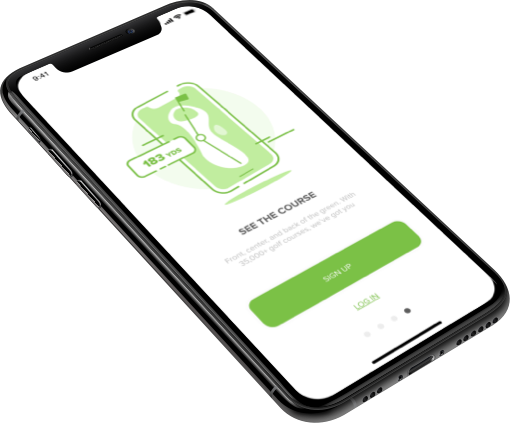 9:41
183 YDS
SEE THE COURSE
Front, center, and back of the green. With
35,000+ golf courses, we've got you
SIGN UP
LOG IN